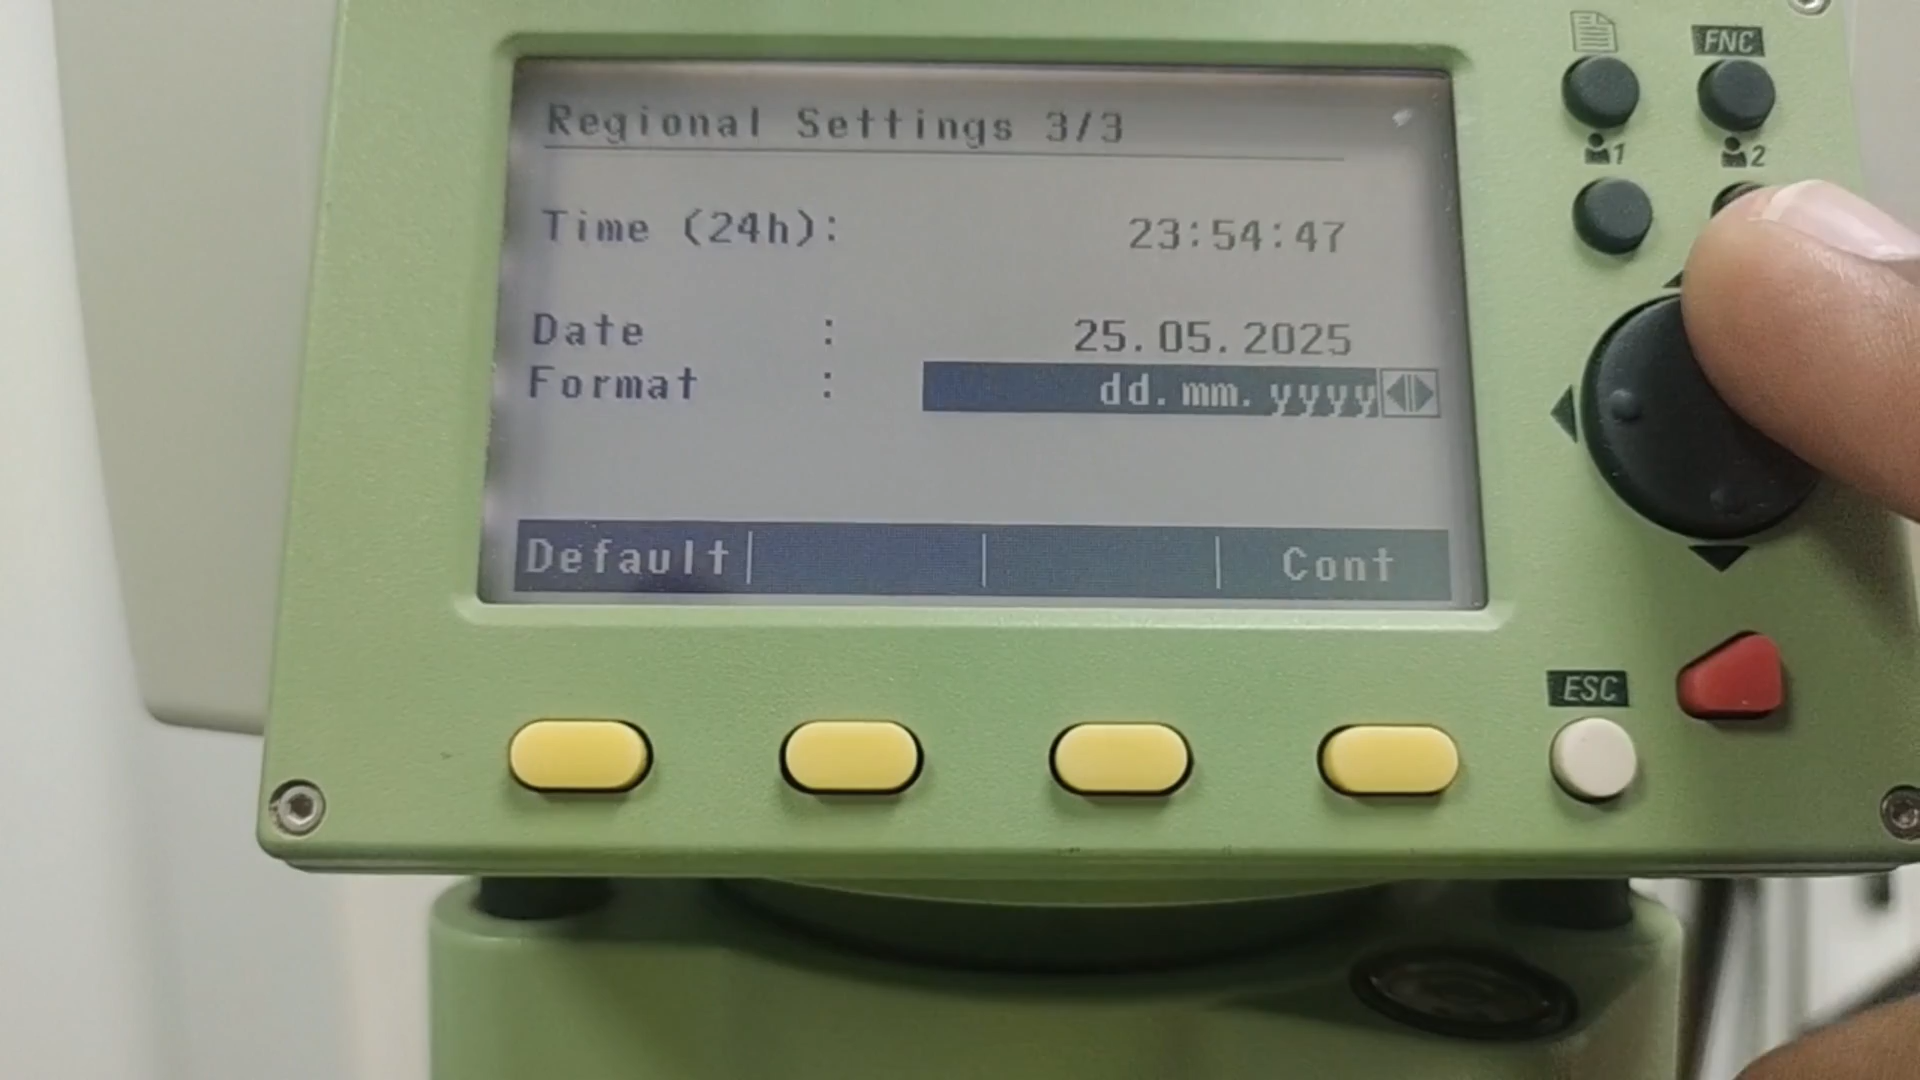 Regional Settings 3/3
Time (24h): 23:54:47
Date : 25.05.2025
Format : dd.mm.yyyy
Default Cont
FNC
1 2
ESC